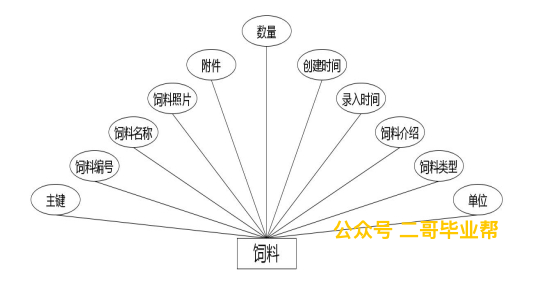 数量
附件
创建时间
饲料照片
录入时间
饲料名称
饲料介绍
饲料编号
饲料类型
主键
单位
公众号 二哥毕业帮
饲料